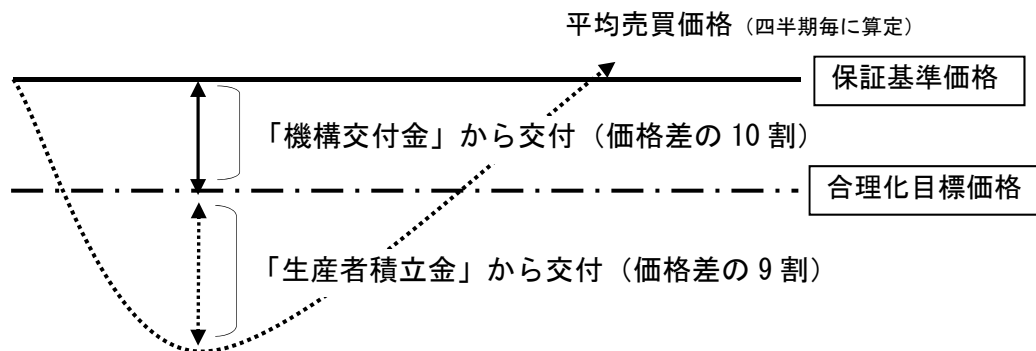 平均売買価格（四半期毎に算定）
保証基準価格
「機構交付金」から交付（価格差の 10 割）
合理化目標価格
「生産者積立金」から交付（価格差の 9 割）